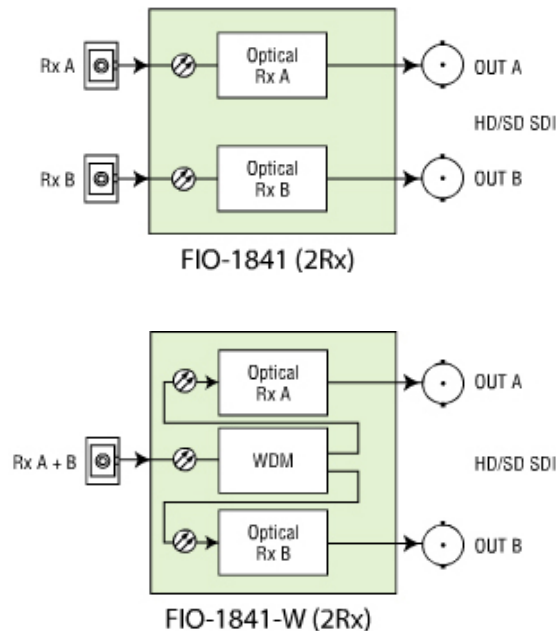 Rx A
Optical
Rx A
OUT A
HD/SD SDI
Rx B
Optical
Rx B
OUT B
FIO-1841 (2Rx)
Optical
Rx A
OUT A
Rx A + B
WDM
HD/SD SDI
Optical
Rx B
OUT B
FIO-1841-W (2Rx)